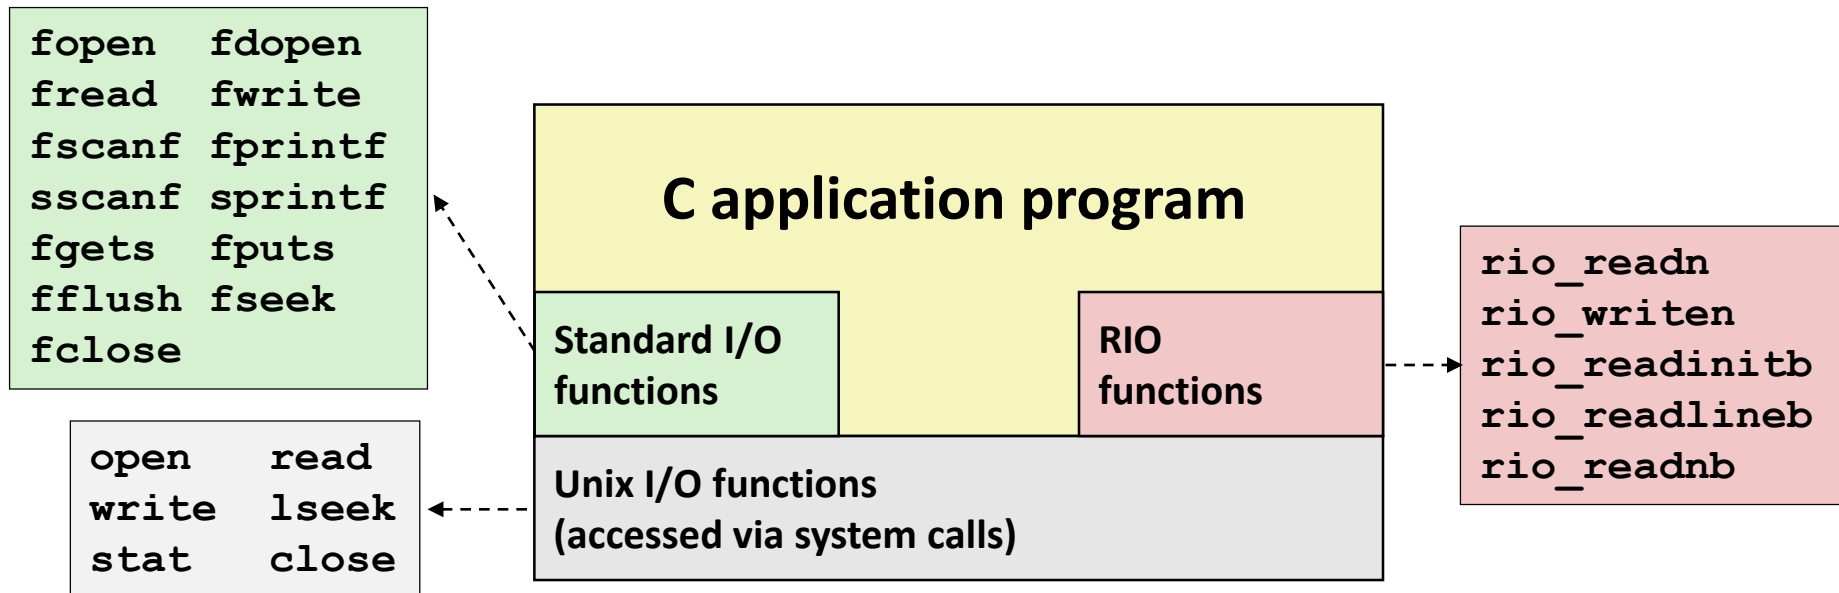 fopen fdopen
fread fwrite
fscanf fprintf
sscanf sprintf
fgets fputs
fflush fseek
fclose
open read
write lseek
stat close
C application program
Standard I/O
functions
RIO
functions
Unix I/O functions
(accessed via system calls)
rio_readn
rio_writen
rio_readinitb
rio_readlineb
rio_readnb